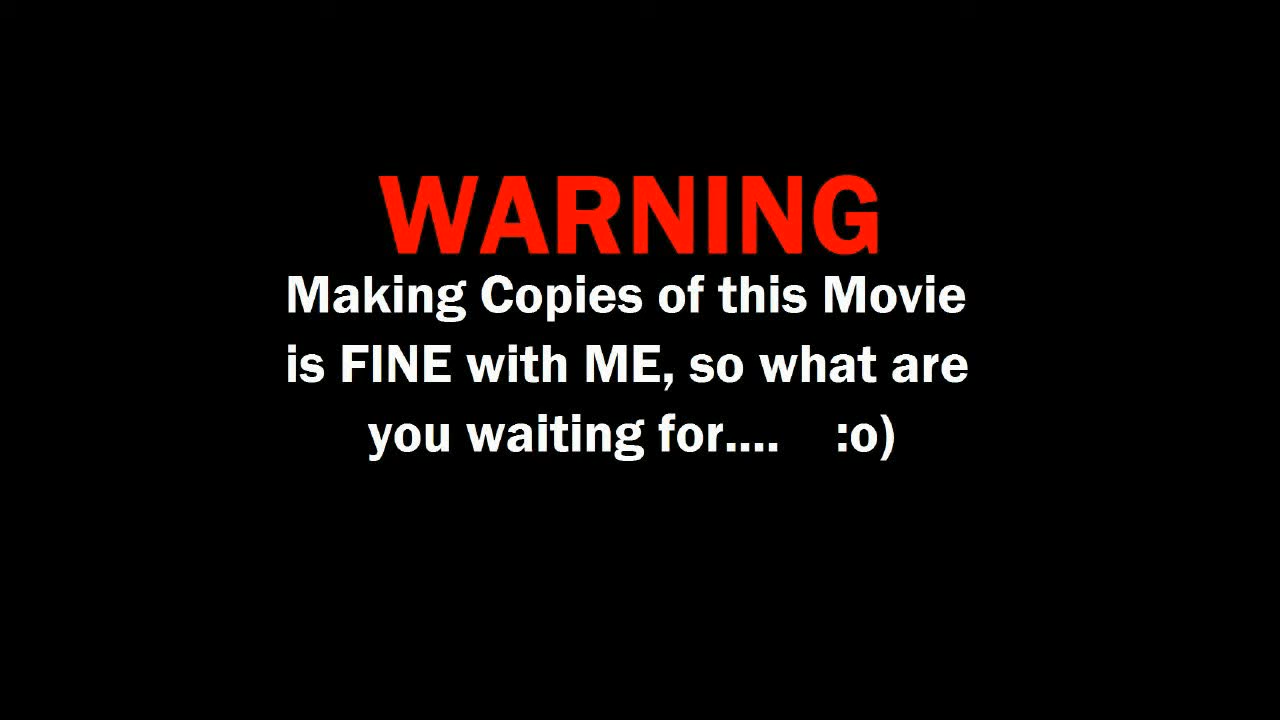 WARNING
Making Copies of this Movie
is FINE with ME, so what are
you waiting for.... :o)